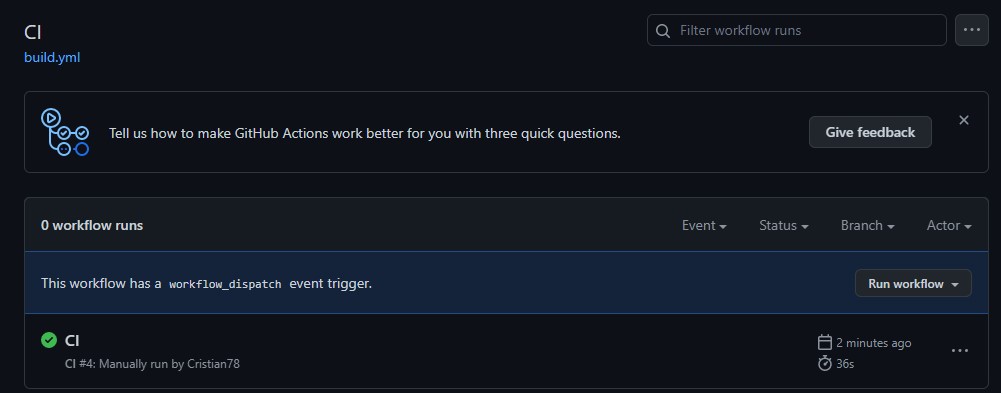 CI
build.yml
Filter workflow runs
Tell us how to make GitHub Actions work better for you with three quick questions.
Give feedback
0 workflow runs
Event
Status
Branch
Actor
This workflow has a workflow_dispatch event trigger.
Run workflow
CI
CI #4: Manually run by Cristian78
2 minutes ago
36s